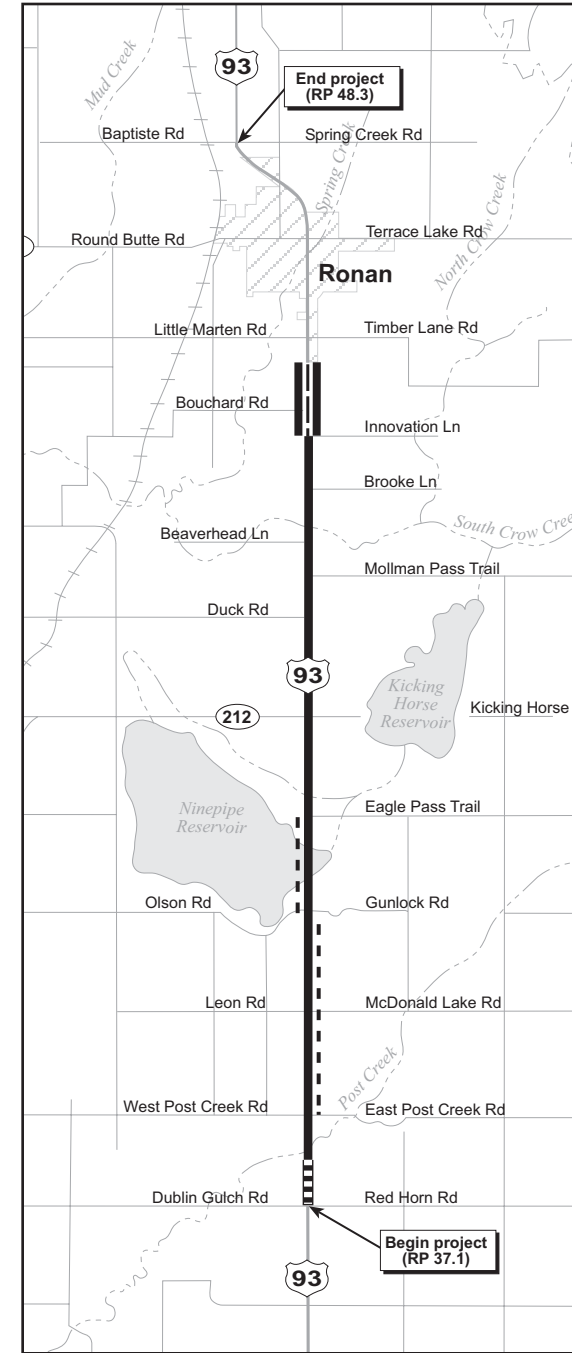 Mud Creek
93
End project
(RP 48.3)
Baptiste Rd
Spring Creek Rd
Spring Creek
North Crow Creek
Round Butte Rd
Terrace Lake Rd
Ronan
Little Marten Rd
Timber Lane Rd
Bouchard Rd
Innovation Ln
Brooke Ln
South Crow Cree
Beaverhead Ln
Mollman Pass Trail
Duck Rd
93
Kicking
Horse
Reservoir
212
Kicking Horse
Eagle Pass Trail
Ninepipe
Reservoir
Olson Rd
Gunlock Rd
Leon Rd
McDonald Lake Rd
Post Creek
West Post Creek Rd
East Post Creek Rd
Dublin Gulch Rd
Red Horn Rd
Begin project
(RP 37.1)
93